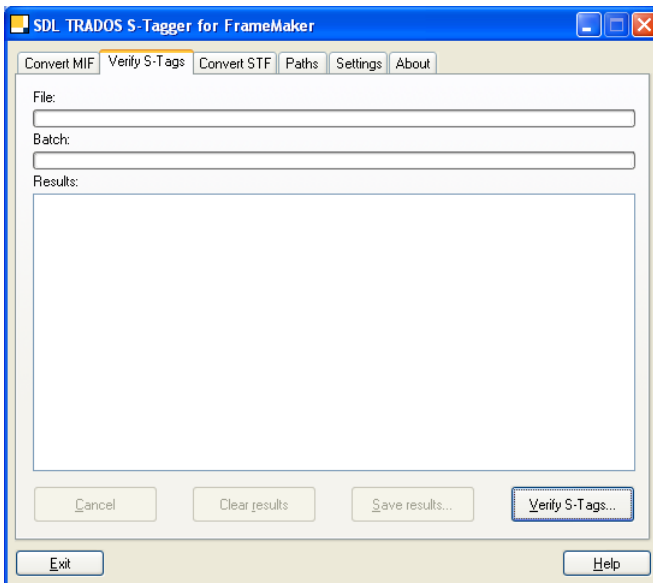 SDL TRADOS S-Tagger for FrameMaker
Convert MIF Verify S-Tags Convert STF Paths Settings About
File:
Batch:
Results:
Cancel Clear results Save results... Verify S-Tags...
Exit Help